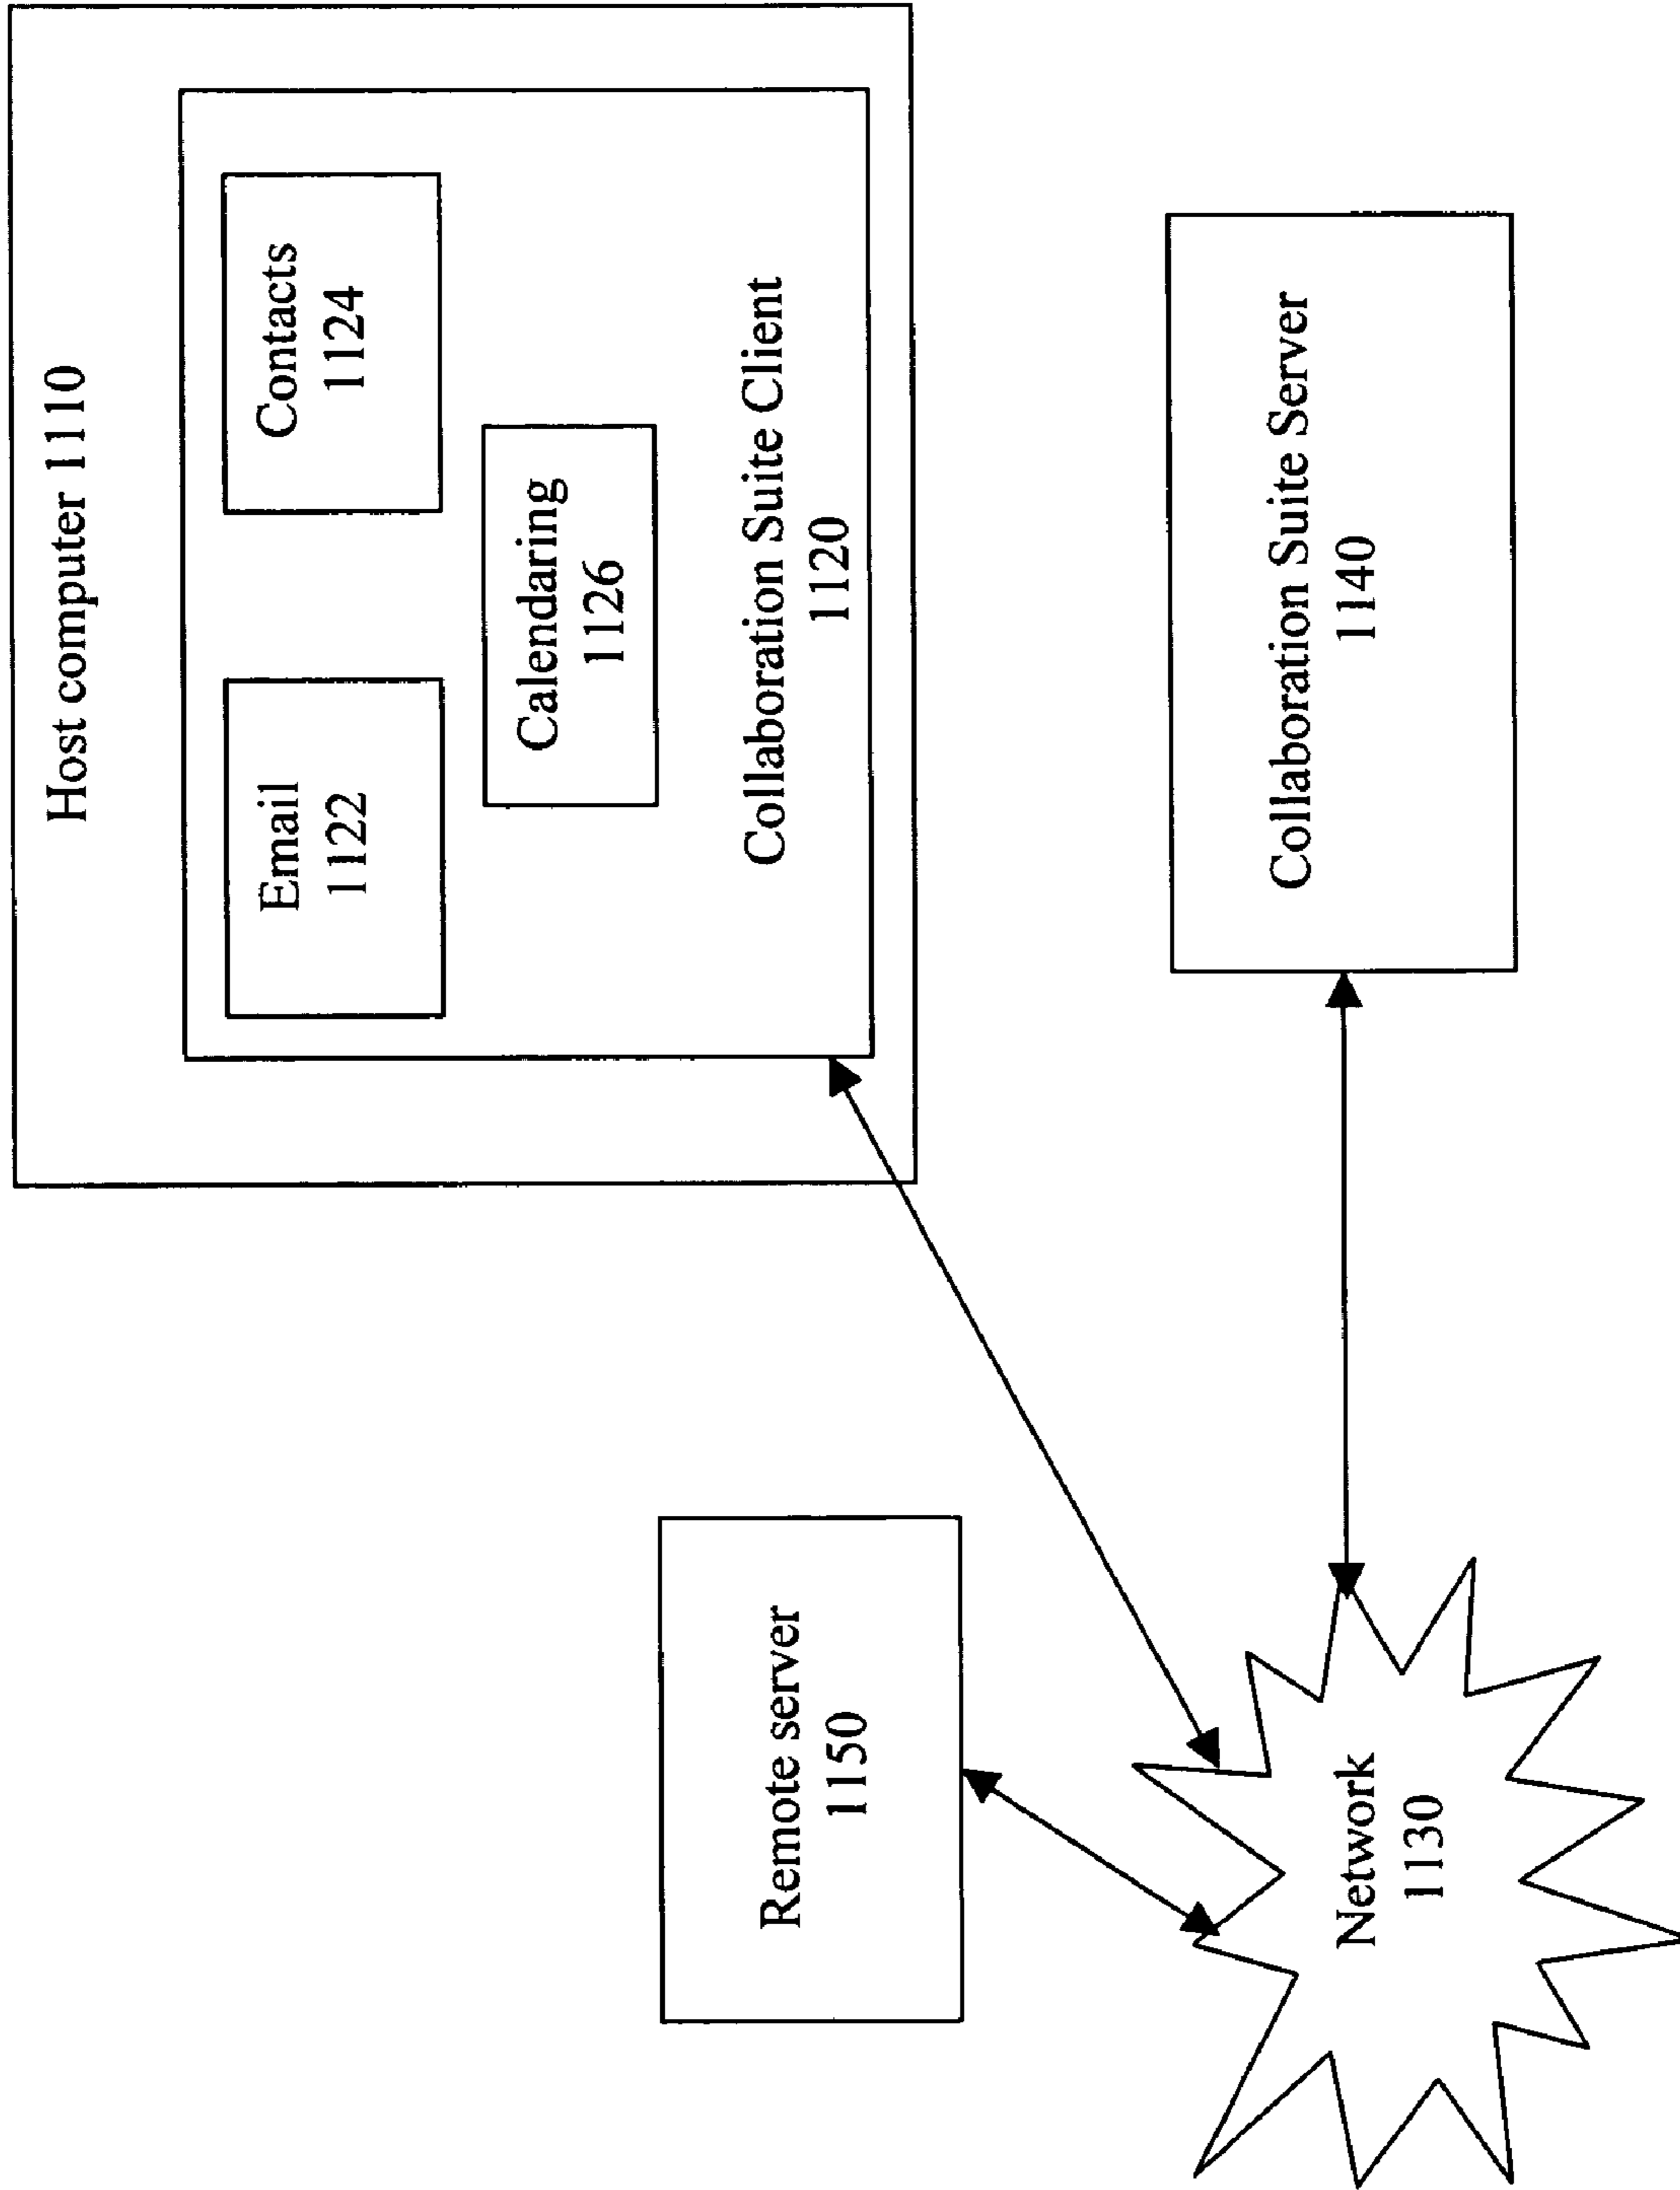 Host computer 1110
Email
1122
Contacts
1124
Calendaring
1126
Collaboration Suite Client
1120
Remote server
1150
Collaboration Suite Server
1140
Network
1130